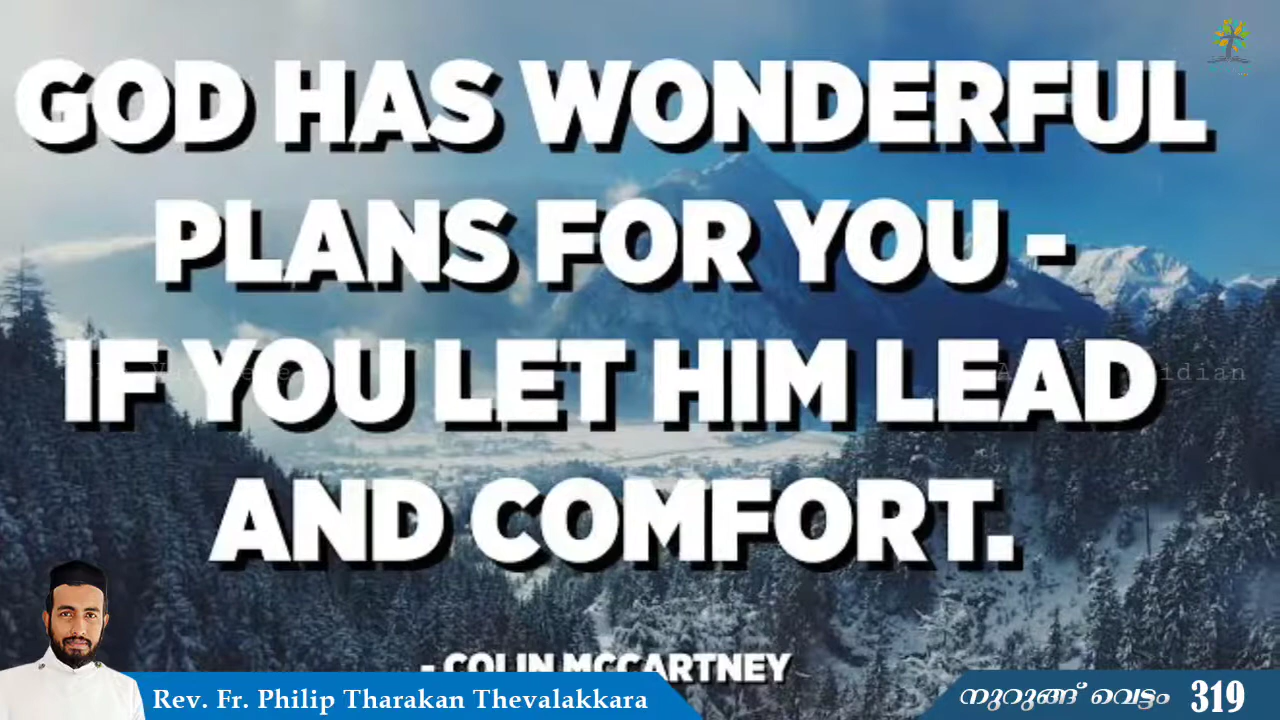 GOD HAS WONDERFUL
PLANS FOR YOU -
IF YOU LET HIM LEAD
AND COMFORT.
- COLIN MCCARTNEY
Rev. Fr. Philip Tharakan Thevalakkara
നുറുങ്ങ് വെട്ടം 319